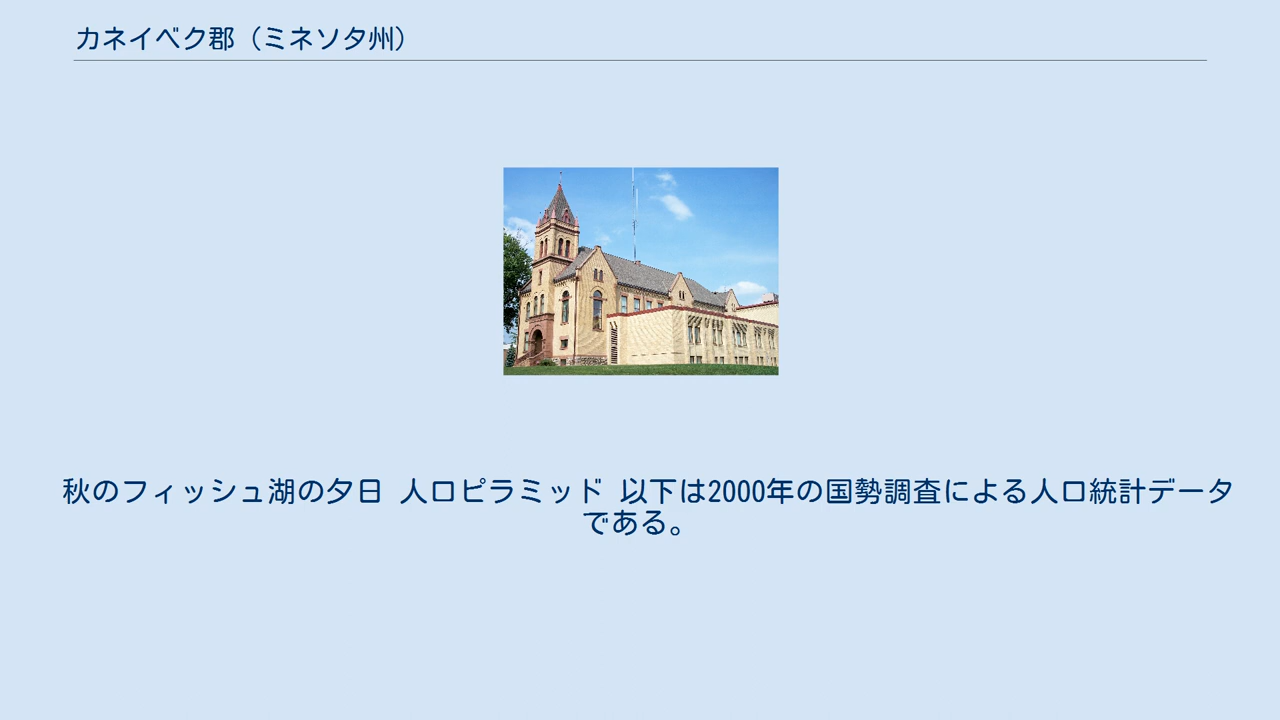 カネイベク郡（ミネソタ州）
秋のフィッシュ湖の夕日 人口ピラミッド 以下は2000年の国勢調査による人口統計データ
である。